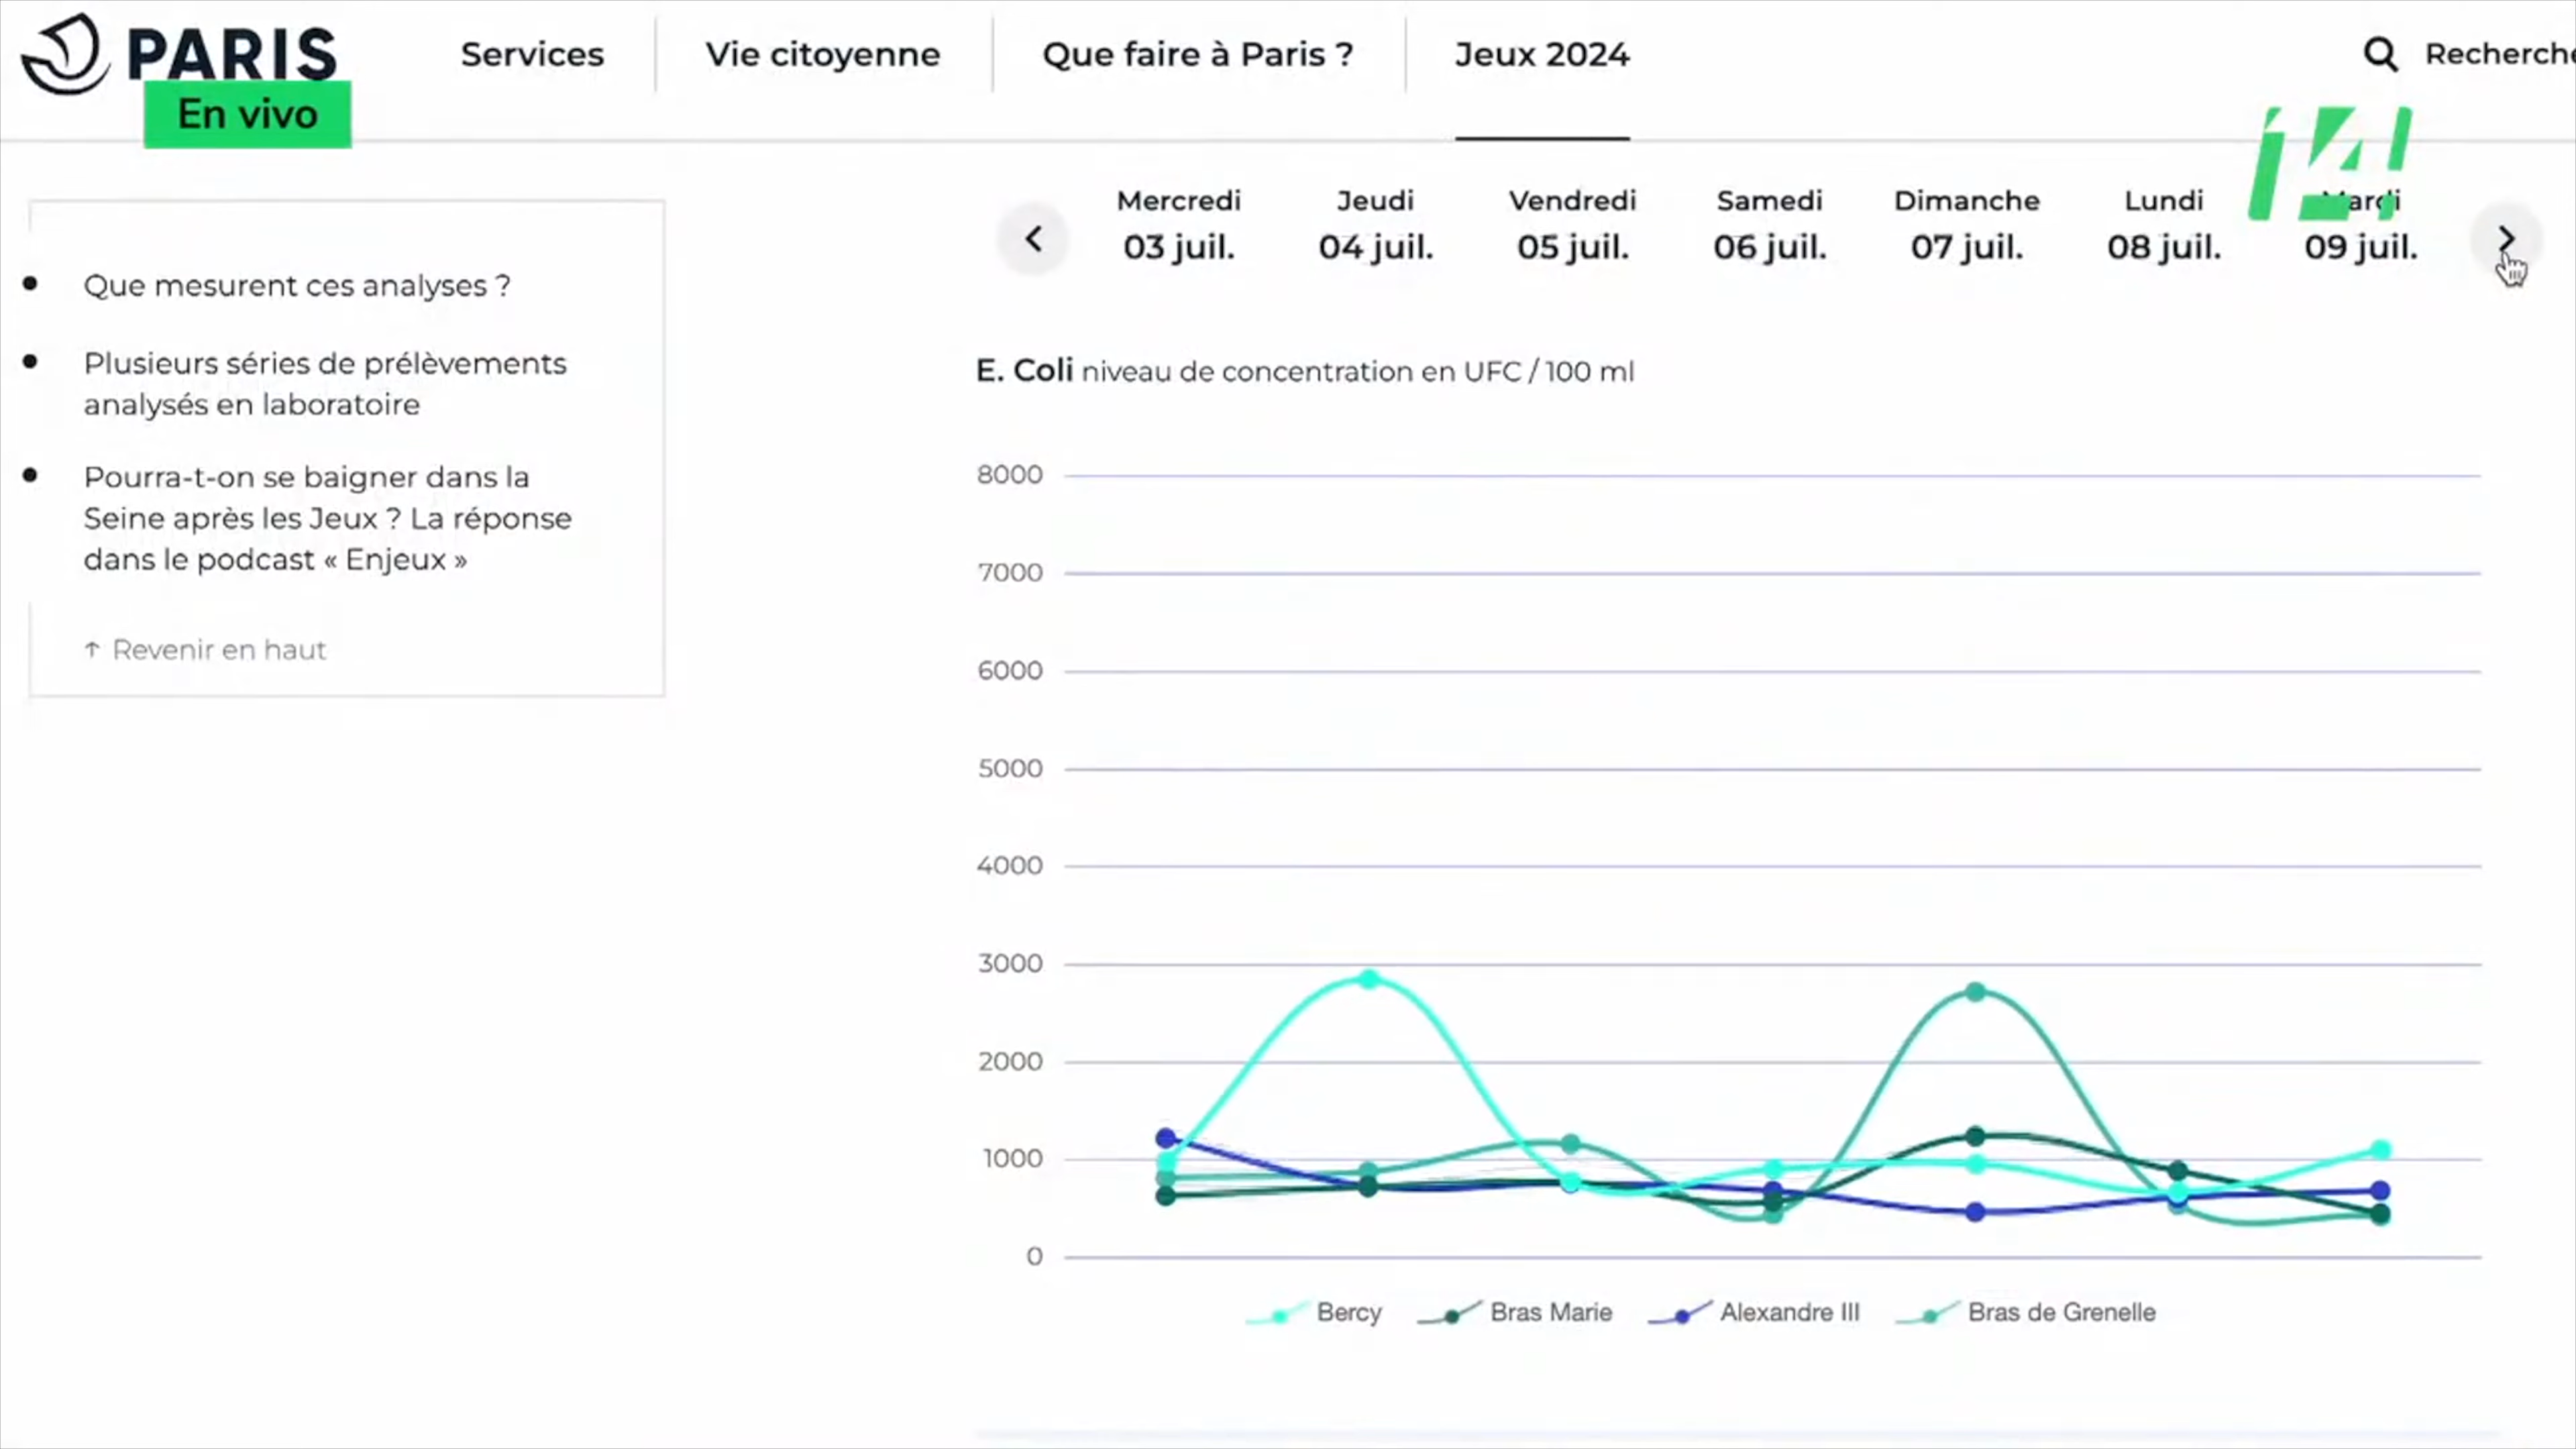 PARIS
Services
Vie citoyenne
Que faire à Paris ?
Jeux 2024
En vivo
Mercredi
03 juil.
Jeudi
04 juil.
Vendredi
05 juil.
Samedi
06 juil.
Dimanche
07 juil.
Lundi
08 juil.
09 juil.
Que mesurent ces analyses ?
Plusieurs séries de prélèvements
analysés en laboratoire
Pourra-t-on se baigner dans la
Seine après les Jeux ? La réponse
dans le podcast « Enjeux »
↑ Revenir en haut
E. Coli niveau de concentration en UFC / 100 ml
8000
7000
6000
5000
4000
3000
2000
1000
0
Bercy
Bras Marie
Alexandre III
Bras de Grenelle